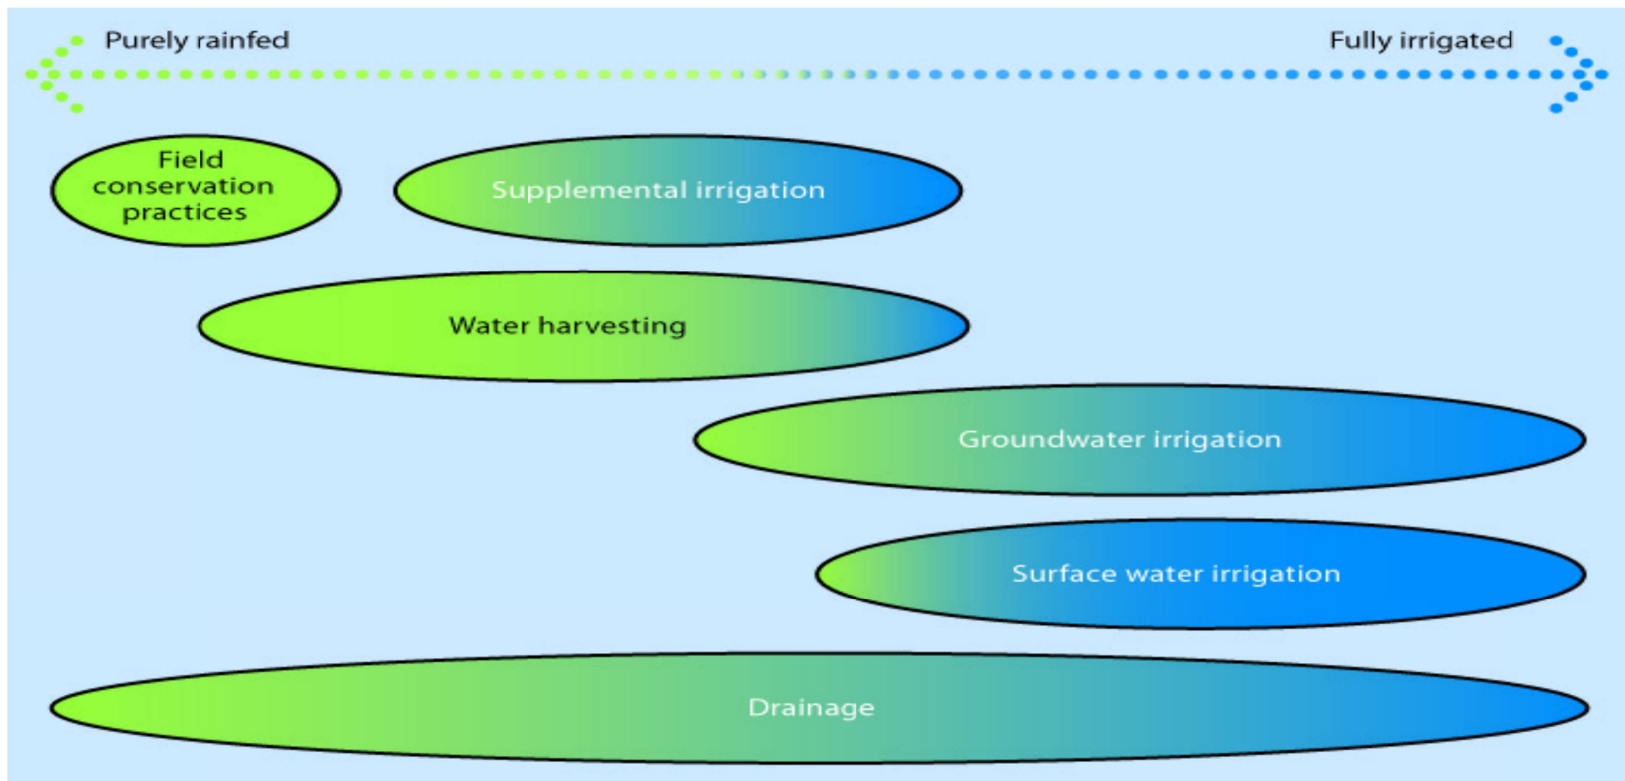 Purely rainfed
Fully irrigated
Field
conservation
practices
Supplemental irrigation
Water harvesting
Groundwater irrigation
Surface water irrigation
Drainage